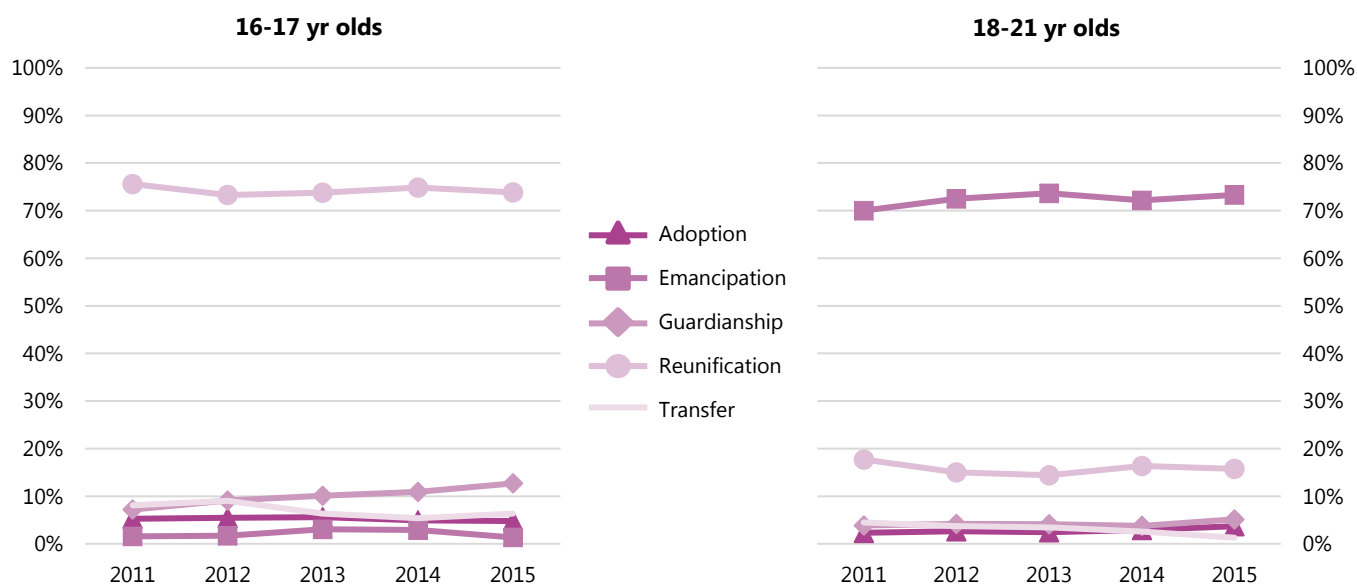 16-17 yr olds
100%
90%
80%
70%
60%
50%
40%
30%
20%
10%
0%
2011 2012 2013 2014 2015
Adoption
Emancipation
Guardianship
Reunification
Transfer
18-21 yr olds
100%
90%
80%
70%
60%
50%
40%
30%
20%
10%
0%
2011 2012 2013 2014 2015